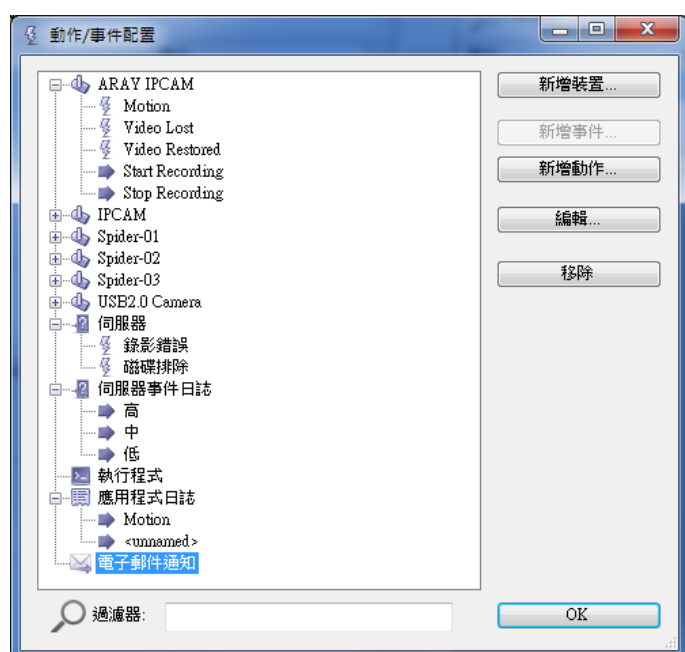 動作/事件配置
ARAY IPCAM
Motion
Video Lost
Video Restored
Start Recording
Stop Recording
IPCAM
Spider-01
Spider-02
Spider-03
USB2.0 Camera
伺服器
錄影錯誤
磁碟排除
伺服器事件日誌
高
中
低
執行程式
應用程式日誌
Motion
<unnamed>
電子郵件通知
新增裝置...
新增事件...
新增動作...
編輯...
移除
過濾器:
OK